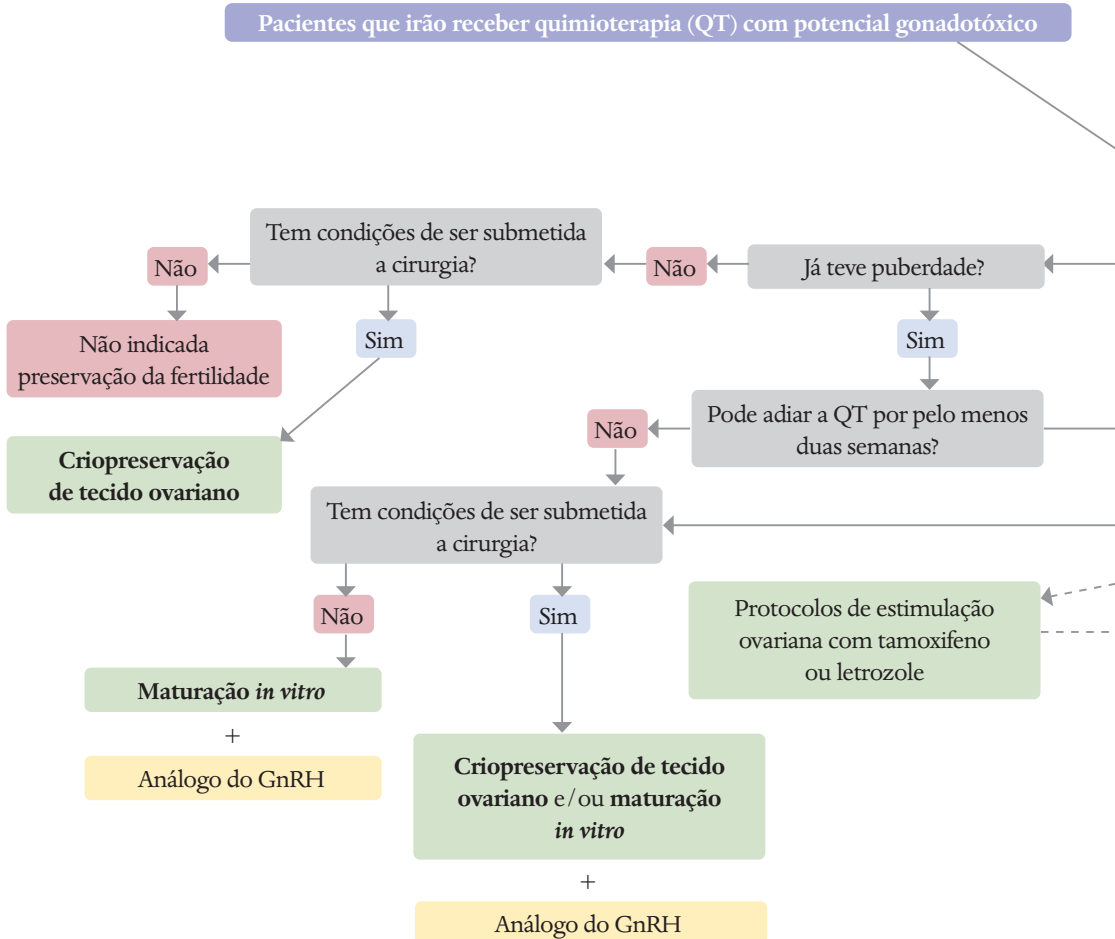 Pacientes que irão receber quimioterapia (QT) com potencial gonadotóxico
Tem condições de ser submetida
a cirurgia?
Não
Não
Já teve puberdade?
Não indicada
preservação da fertilidade
Sim
Sim
Criopreservação
de tecido ovariano
Não
Pode adiar a QT por pelo menos
duas semanas?
Tem condições de ser submetida
a cirurgia?
Não
Sim
Protocolos de estimulação
ovariana com tamoxifeno
ou letrozole
Maturação in vitro
+
Análogo do GnRH
Criopreservação de tecido
ovariano e/ou maturação
in vitro
+
Análogo do GnRH